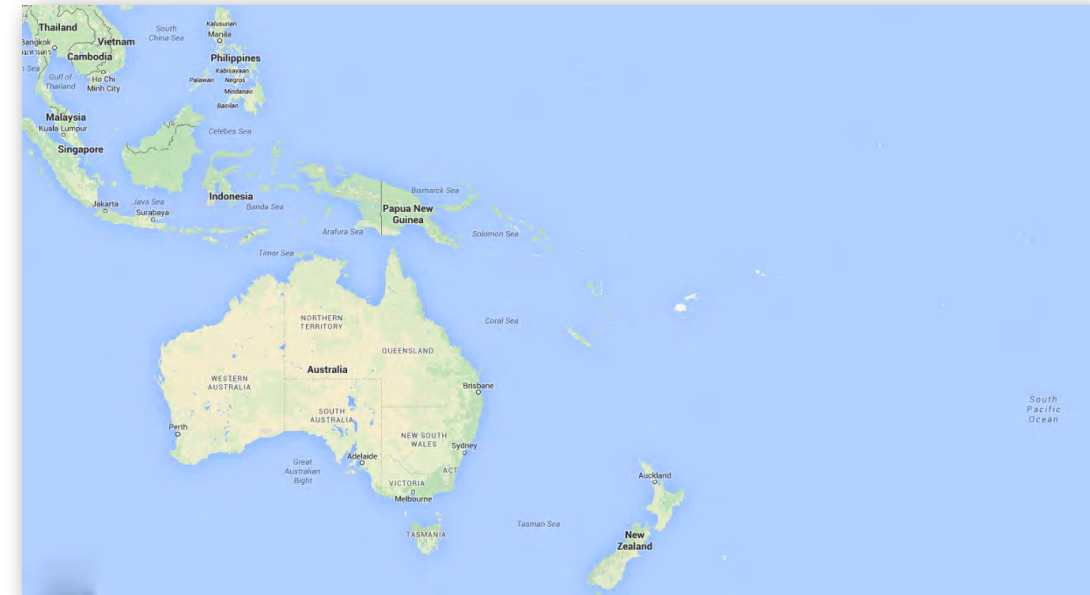 Thailand
South
China Sea
Kalusunan
Manila
Bangkok
Vietnam
Cambodia
Philippines
Gulf of
Thailand
Ho Chi
Minh City
Kabisayaan
Palawan
Negros
Mindanao
Basilan
Malaysia
Kuala Lumpur
Celebes Sea
Singapore
Indonesia
Bismarck Sea
Jakarta
Java Sea
Surabaya
Banda Sea
Papua New
Guinea
Arafura Sea
Solomon Sea
Timor Sea
NORTHERN
TERRITORY
Coral Sea
QUEENSLAND
Australia
WESTERN
AUSTRALIA
Brisbane
South
Pacific
Ocean
SOUTH
AUSTRALIA
Perth
NEW SOUTH
WALES
Sydney
Great
Australian
Bight
Adelaide
ACT
Auckland
VICTORIA
Melbourne
Tasman Sea
TASMANIA
New
Zealand